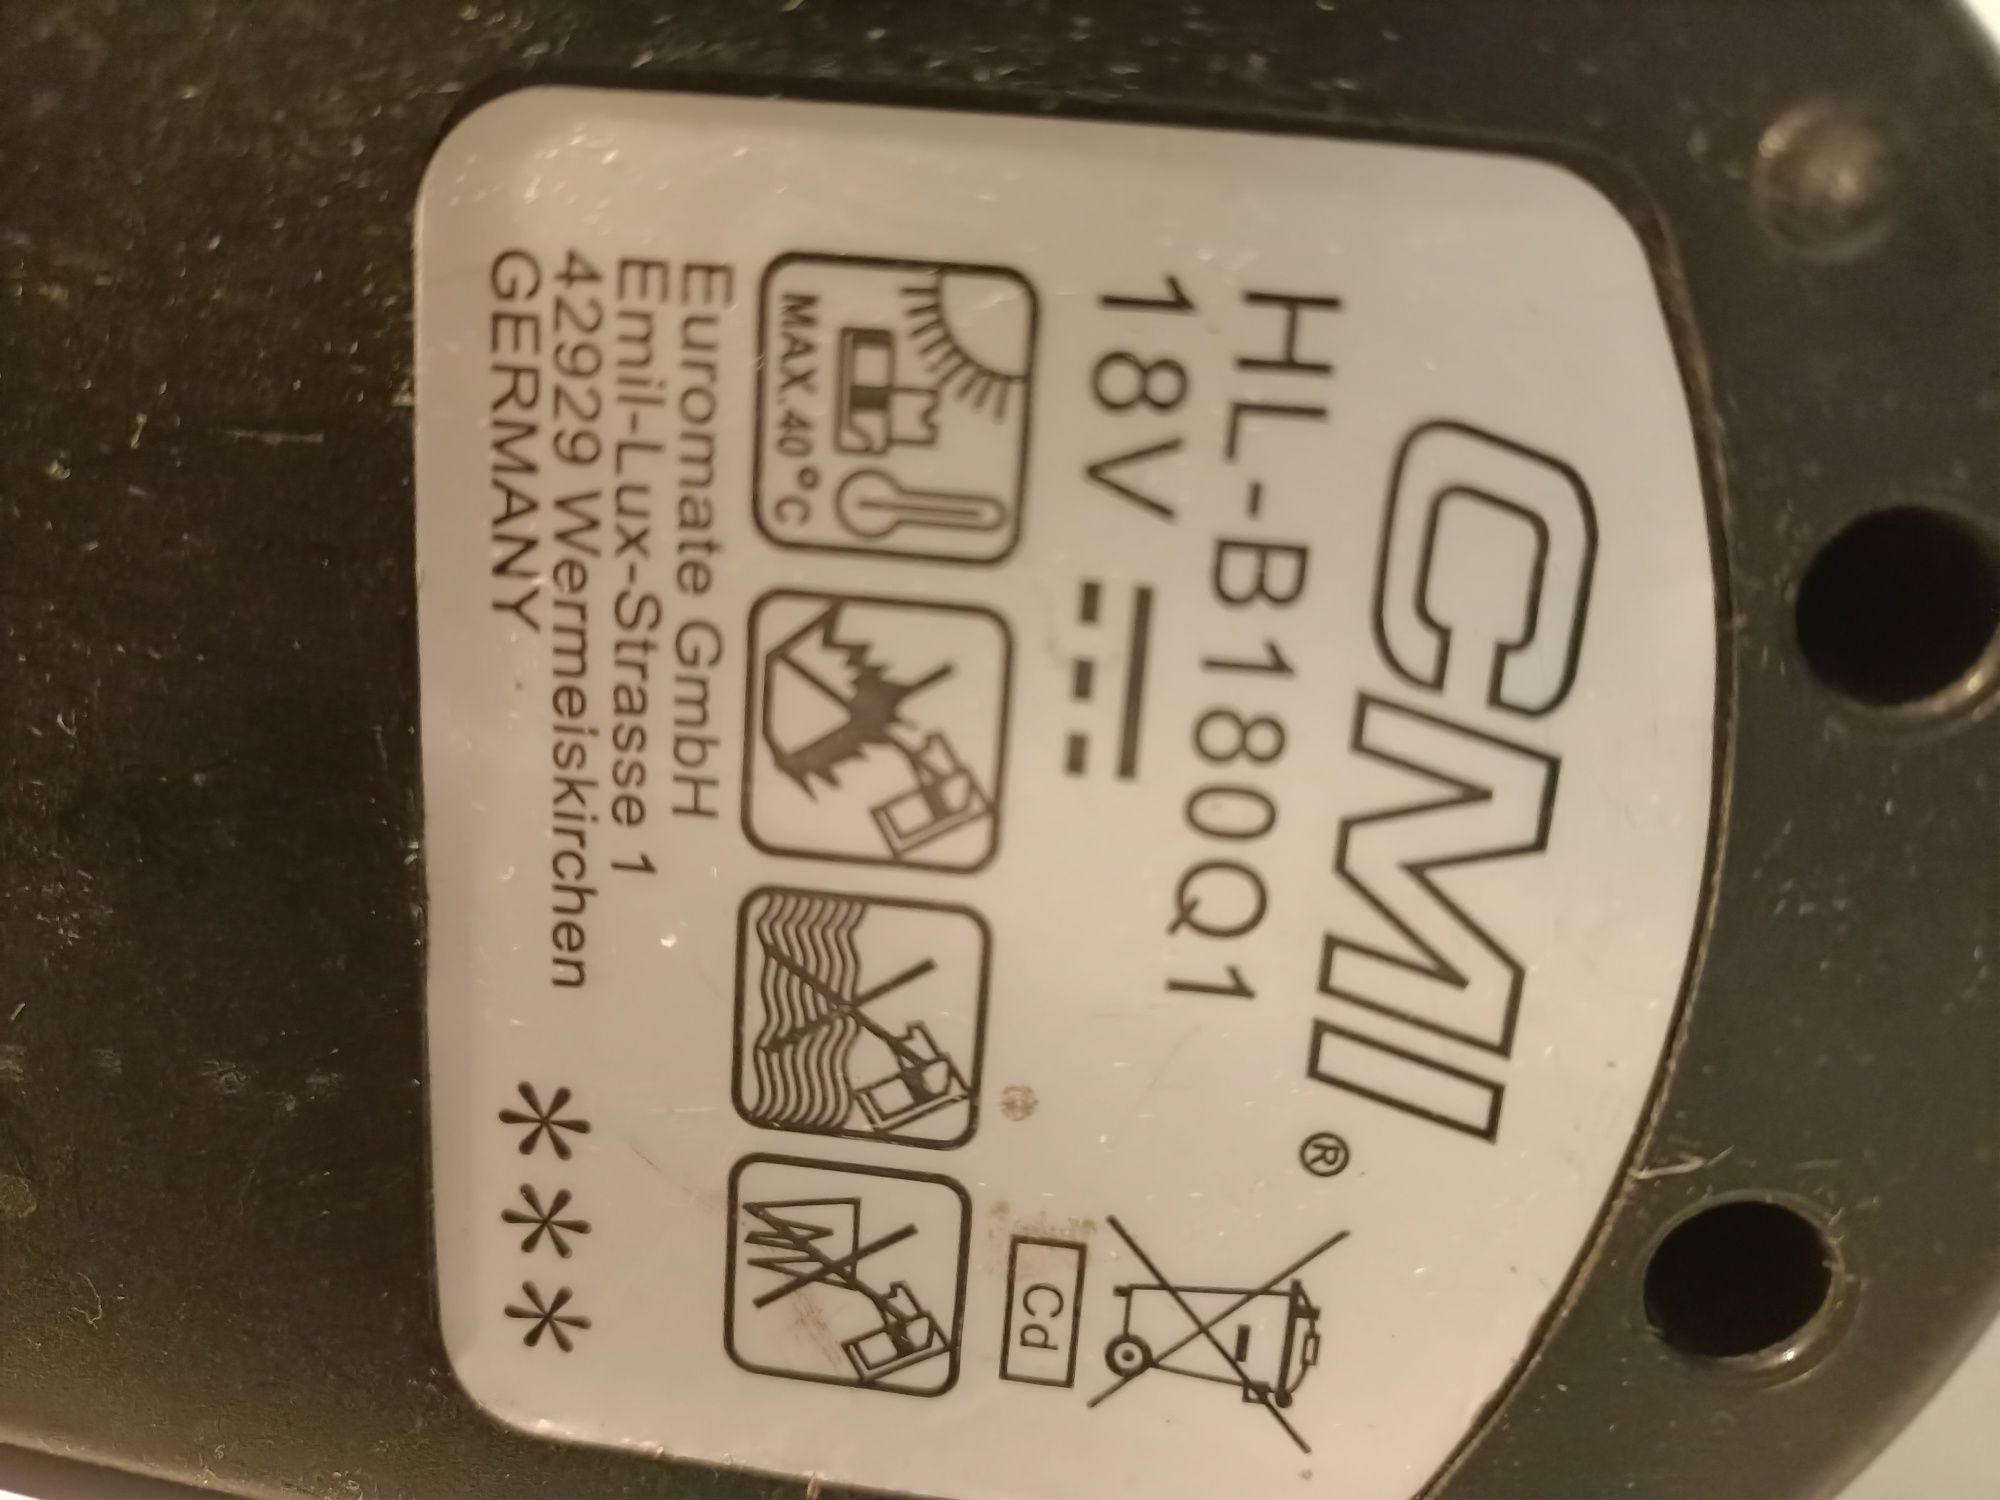 CMI®
HL-B180Q1
18V
Cd
MAX.40°C
Euromate GmbH
Emil-Lux-Strasse 1
42929 Wermelskirchen
GERMANY
***